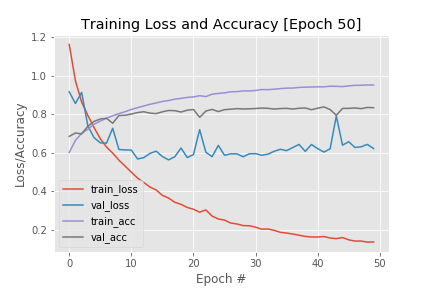 Training Loss and Accuracy [Epoch 50]
Loss/Accuracy
1.2
1.0
0.8
0.6
0.4
0.2
train_loss
val_loss
train_acc
val_acc
0 10 20 30 40 50
Epoch #